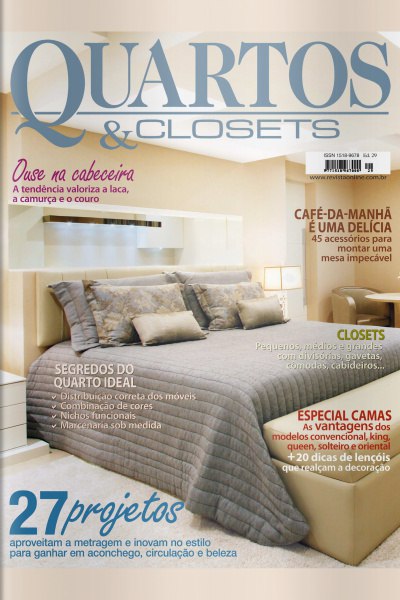 QUARTOS
& CLOSETS
ISSN 1518-9678 Ed. 29
www.revistaonline.com.br
Ouse na cabeceira
A tendência valoriza a laca,
a camurça e o couro
CAFÉ-DA-MANHÃ
É UMA DELÍCIA
45 acessórios para
montar uma
mesa impecável
CLOSETS
Pequenos, médios e grandes
com divisórias, gavetas,
cômodas, cabideiros...
SEGREDOS DO
QUARTO IDEAL
✓ Distribuição correta dos móveis
✓ Combinação de cores
✓ Nichos funcionais
✓ Marcenaria sob medida
ESPECIAL CAMAS
As vantagens dos
modelos convencional, king,
queen, solteiro e oriental
+20 dicas de lençóis
que realçam a decoração
27 projetos
aproveitam a metragem e inovam no estilo
para ganhar em aconchego, circulação e beleza